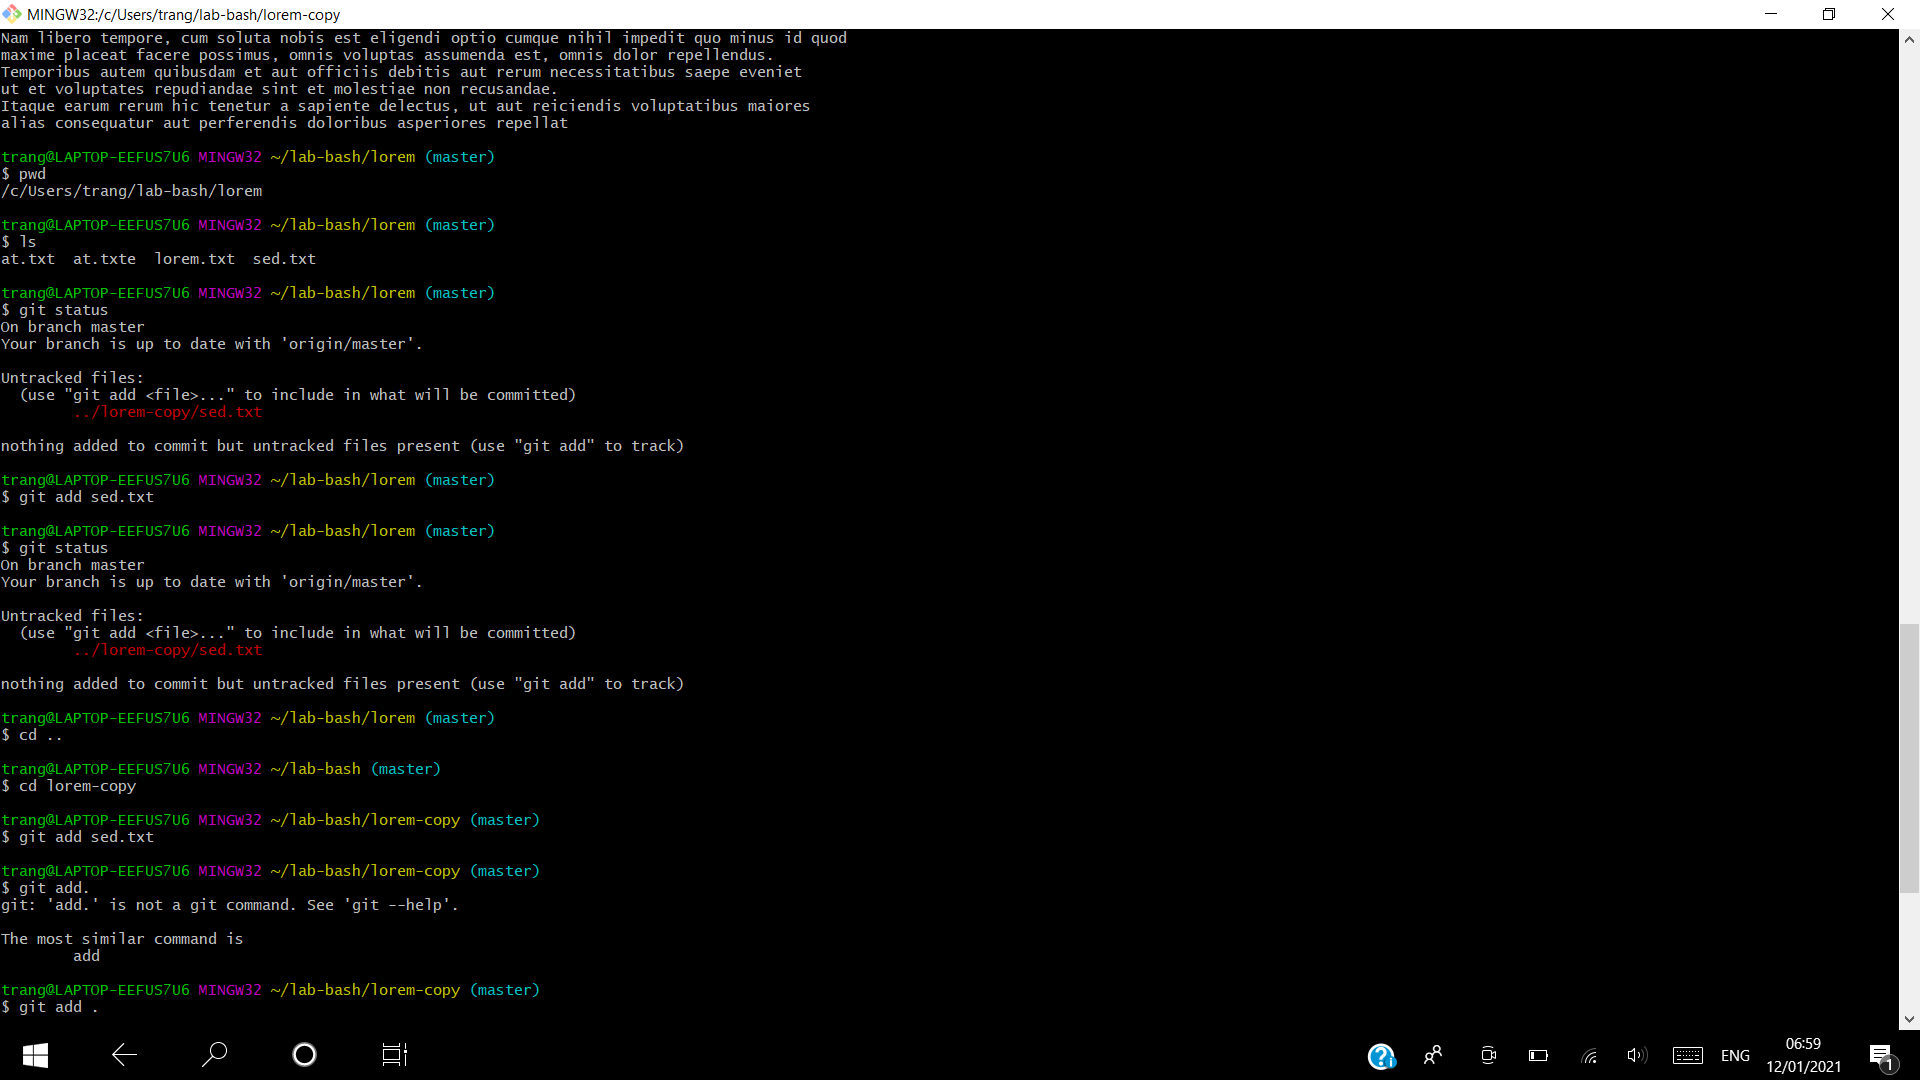 MINGW32:/c/Users/trang/lab-bash/lorem-copy
Nam libero tempore, cum soluta nobis est eligendi optio cumque nihil impedit quo minus id quod
maxime placeat facere possimus, omnis voluptas assumenda est, omnis dolor repellendus.
Temporibus autem quibusdam et aut officiis debitis aut rerum necessitatibus saepe eveniet
ut et voluptates repudiandae sint et molestiae non recusandae.
Itaque earum rerum hic tenetur a sapiente delectus, ut aut reiciendis voluptatibus maiores
alias consequatur aut perferendis doloribus asperiores repellat
trang@LAPTOP-EEFUS7U6 MINGW32 ~/lab-bash/lorem (master)
$ pwd
/c/Users/trang/lab-bash/lorem
trang@LAPTOP-EEFUS7U6 MINGW32 ~/lab-bash/lorem (master)
$ ls
at.txt  at.txte  lorem.txt  sed.txt
trang@LAPTOP-EEFUS7U6 MINGW32 ~/lab-bash/lorem (master)
$ git status
On branch master
Your branch is up to date with 'origin/master'.
Untracked files:
  (use "git add <file>..." to include in what will be committed)
        ../lorem-copy/sed.txt
nothing added to commit but untracked files present (use "git add" to track)
trang@LAPTOP-EEFUS7U6 MINGW32 ~/lab-bash/lorem (master)
$ git add sed.txt
trang@LAPTOP-EEFUS7U6 MINGW32 ~/lab-bash/lorem (master)
$ git status
On branch master
Your branch is up to date with 'origin/master'.
Untracked files:
  (use "git add <file>..." to include in what will be committed)
        ../lorem-copy/sed.txt
nothing added to commit but untracked files present (use "git add" to track)
trang@LAPTOP-EEFUS7U6 MINGW32 ~/lab-bash/lorem (master)
$ cd ..
trang@LAPTOP-EEFUS7U6 MINGW32 ~/lab-bash (master)
$ cd lorem-copy
trang@LAPTOP-EEFUS7U6 MINGW32 ~/lab-bash/lorem-copy (master)
$ git add sed.txt
trang@LAPTOP-EEFUS7U6 MINGW32 ~/lab-bash/lorem-copy (master)
$ git add.
git: 'add.' is not a git command. See 'git --help'.
The most similar command is
        add
trang@LAPTOP-EEFUS7U6 MINGW32 ~/lab-bash/lorem-copy (master)
$ git add .
ENG
06:59
12/01/2021
1